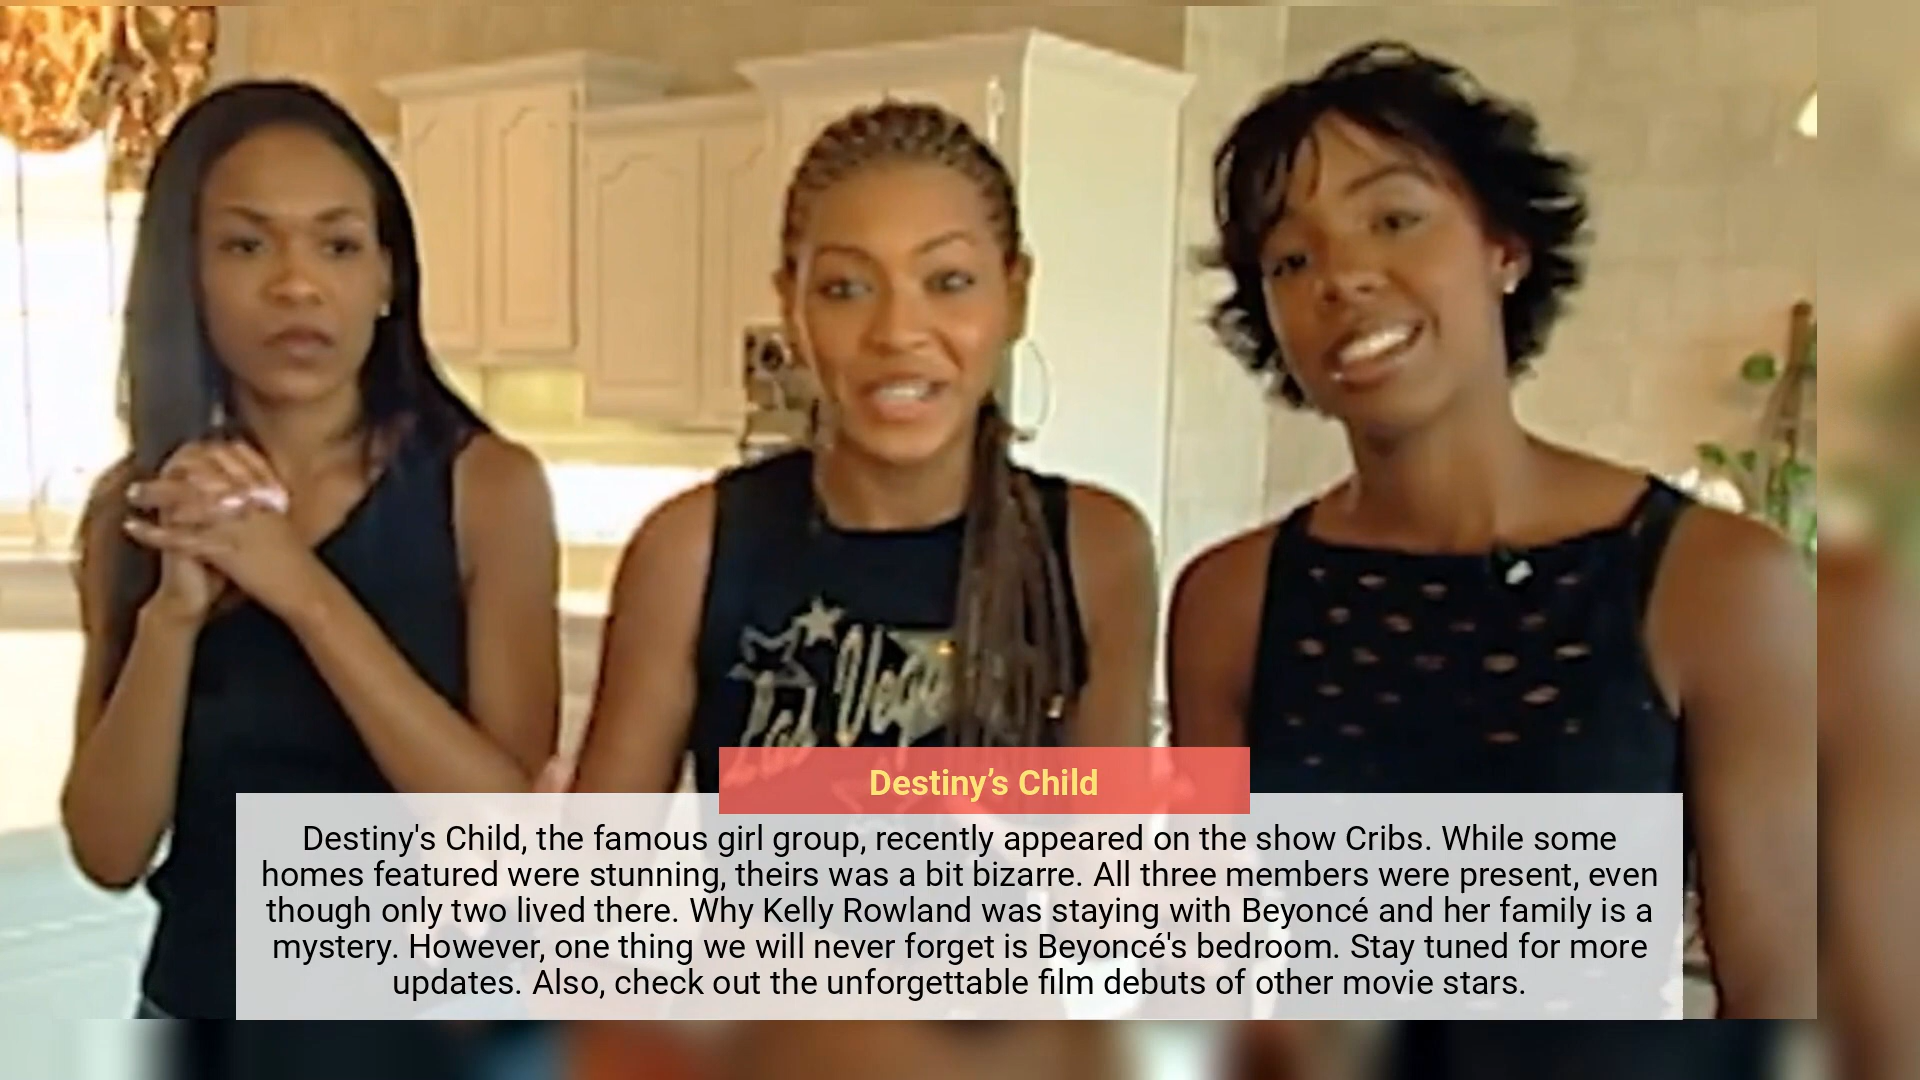 Las Vegas
Destiny’s Child
Destiny's Child, the famous girl group, recently appeared on the show Cribs. While some
homes featured were stunning, theirs was a bit bizarre. All three members were present, even
though only two lived there. Why Kelly Rowland was staying with Beyoncé and her family is a
mystery. However, one thing we will never forget is Beyoncé's bedroom. Stay tuned for more
updates. Also, check out the unforgettable film debuts of other movie stars.